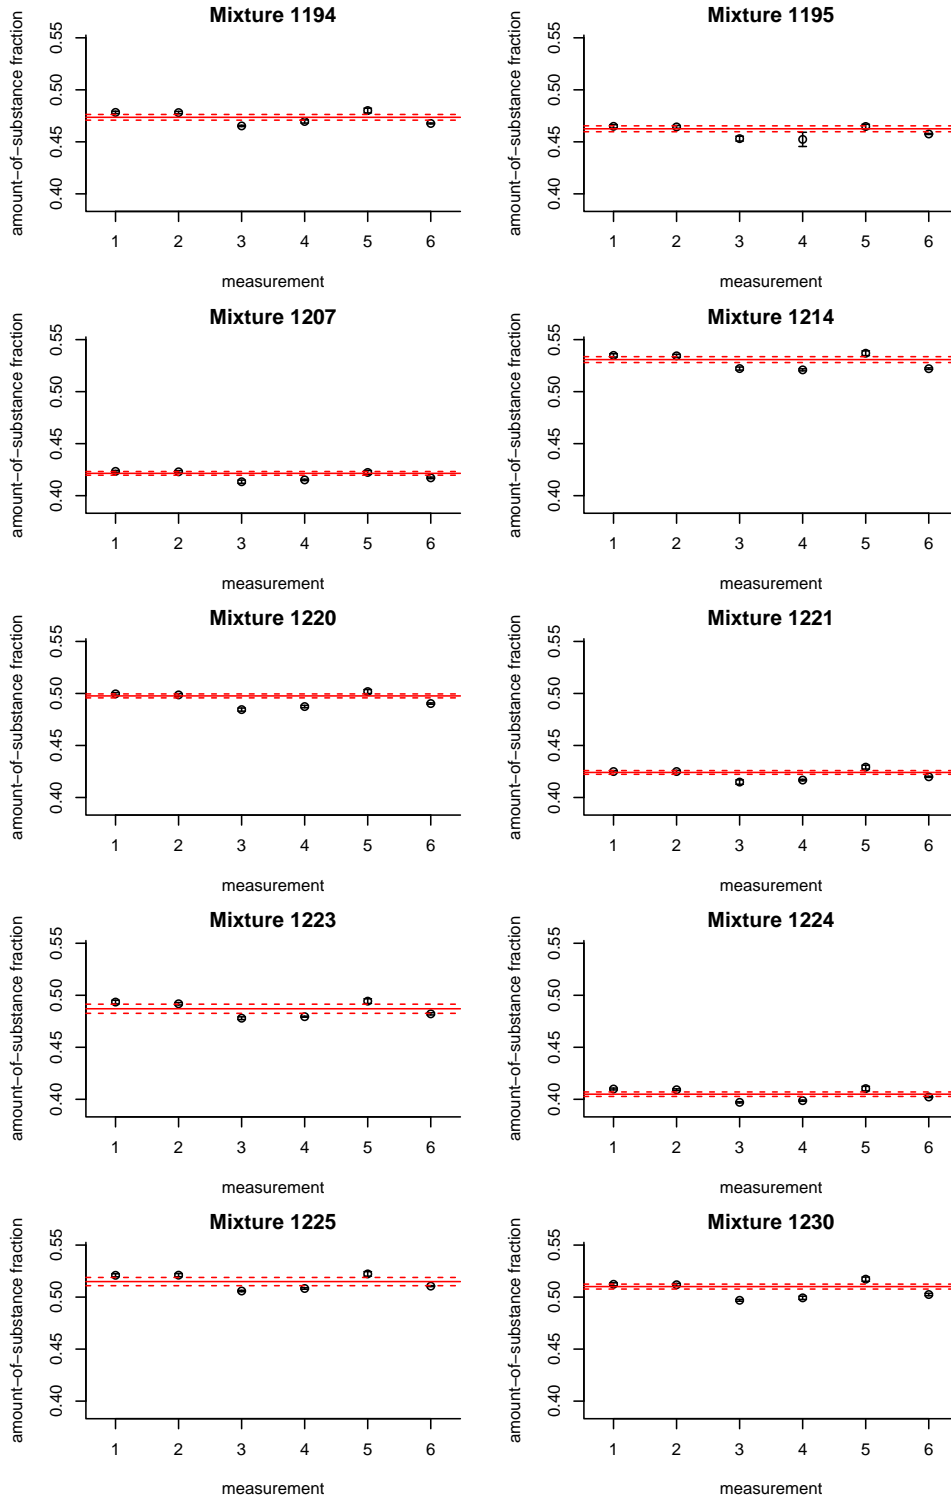 Mixture 1194
amount−of−substance fraction
0.55
0.50
0.45
0.40
1 2 3 4 5 6
measurement
Mixture 1195
amount−of−substance fraction
0.55
0.50
0.45
0.40
1 2 3 4 5 6
measurement
Mixture 1207
amount−of−substance fraction
0.55
0.50
0.45
0.40
1 2 3 4 5 6
measurement
Mixture 1214
amount−of−substance fraction
0.55
0.50
0.45
0.40
1 2 3 4 5 6
measurement
Mixture 1220
amount−of−substance fraction
0.55
0.50
0.45
0.40
1 2 3 4 5 6
measurement
Mixture 1221
amount−of−substance fraction
0.55
0.50
0.45
0.40
1 2 3 4 5 6
measurement
Mixture 1223
amount−of−substance fraction
0.55
0.50
0.45
0.40
1 2 3 4 5 6
measurement
Mixture 1224
amount−of−substance fraction
0.55
0.50
0.45
0.40
1 2 3 4 5 6
measurement
Mixture 1225
amount−of−substance fraction
0.55
0.50
0.45
0.40
1 2 3 4 5 6
measurement
Mixture 1230
amount−of−substance fraction
0.55
0.50
0.45
0.40
1 2 3 4 5 6
measurement